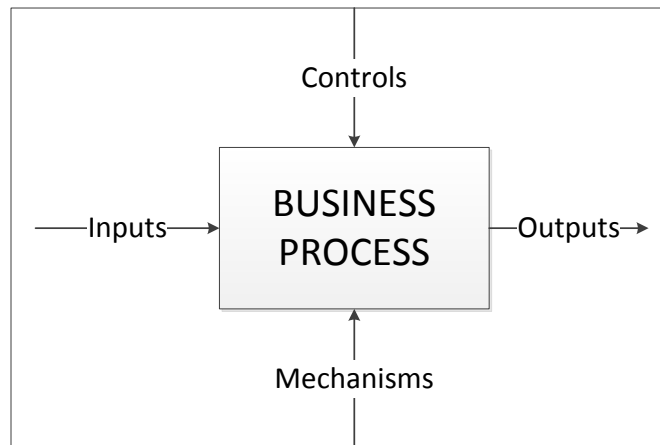 Controls
Inputs
BUSINESS
PROCESS
Outputs
Mechanisms